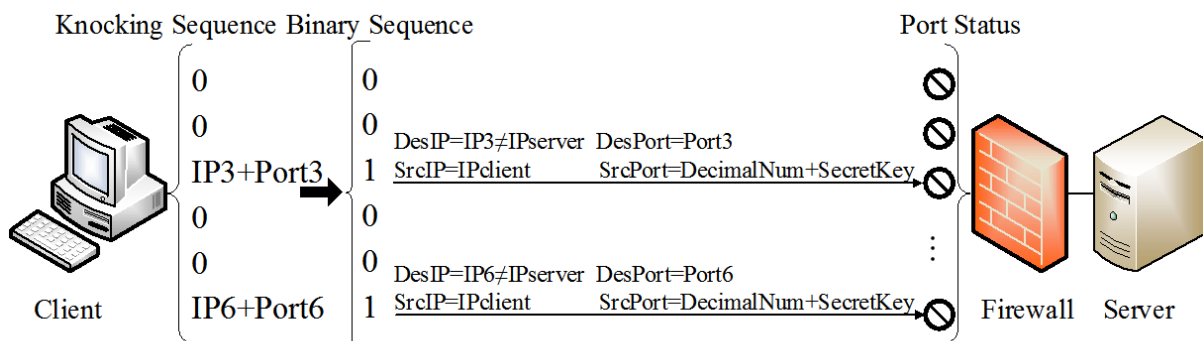 Knocking Sequence Binary Sequence Port Status
0 0
0 0
DesIP=IP3≠IPserver DesPort=Port3
IP3+Port3 1 SrcIP=IPclient SrcPort=DecimalNum+SecretKey
0 0
0 0
DesIP=IP6≠IPserver DesPort=Port6
IP6+Port6 1 SrcIP=IPclient SrcPort=DecimalNum+SecretKey
Client Firewall Server